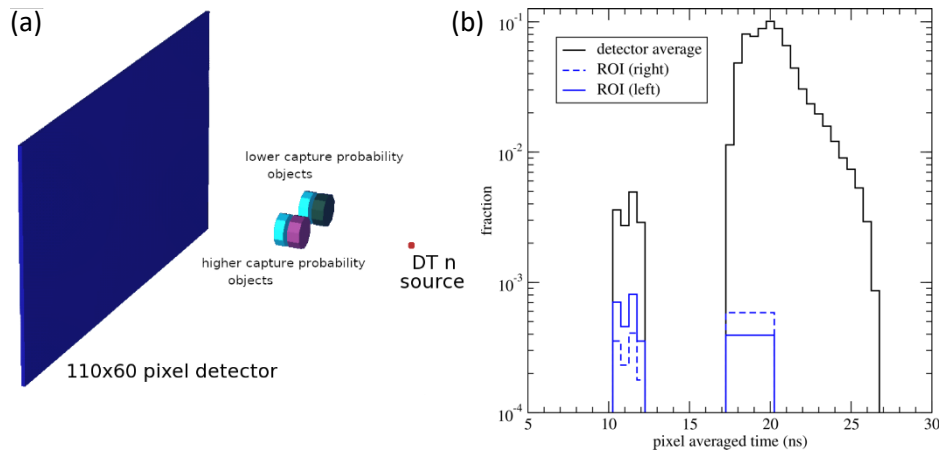 (a)
lower capture probability
objects
higher capture probability
objects
DT n
source
110x60 pixel detector
(b)
detector average
ROI (right)
ROI (left)
fraction
10^-1
10^-2
10^-3
10^-4
5 10 15 20 25 30
pixel averaged time (ns)